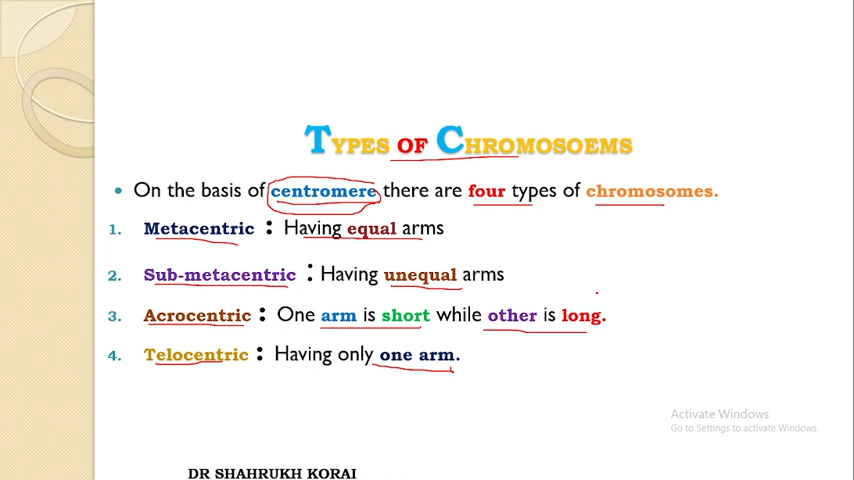 TYPES OF CHROMOSOEMS
• On the basis of centromere there are four types of chromosomes.
1. Metacentric : Having equal arms
2. Sub-metacentric : Having unequal arms
3. Acrocentric : One arm is short while other is long.
4. Telocentric : Having only one arm.
Activate Windows
Go to Settings to activate Windows.
DR SHAHRUKH KORAI